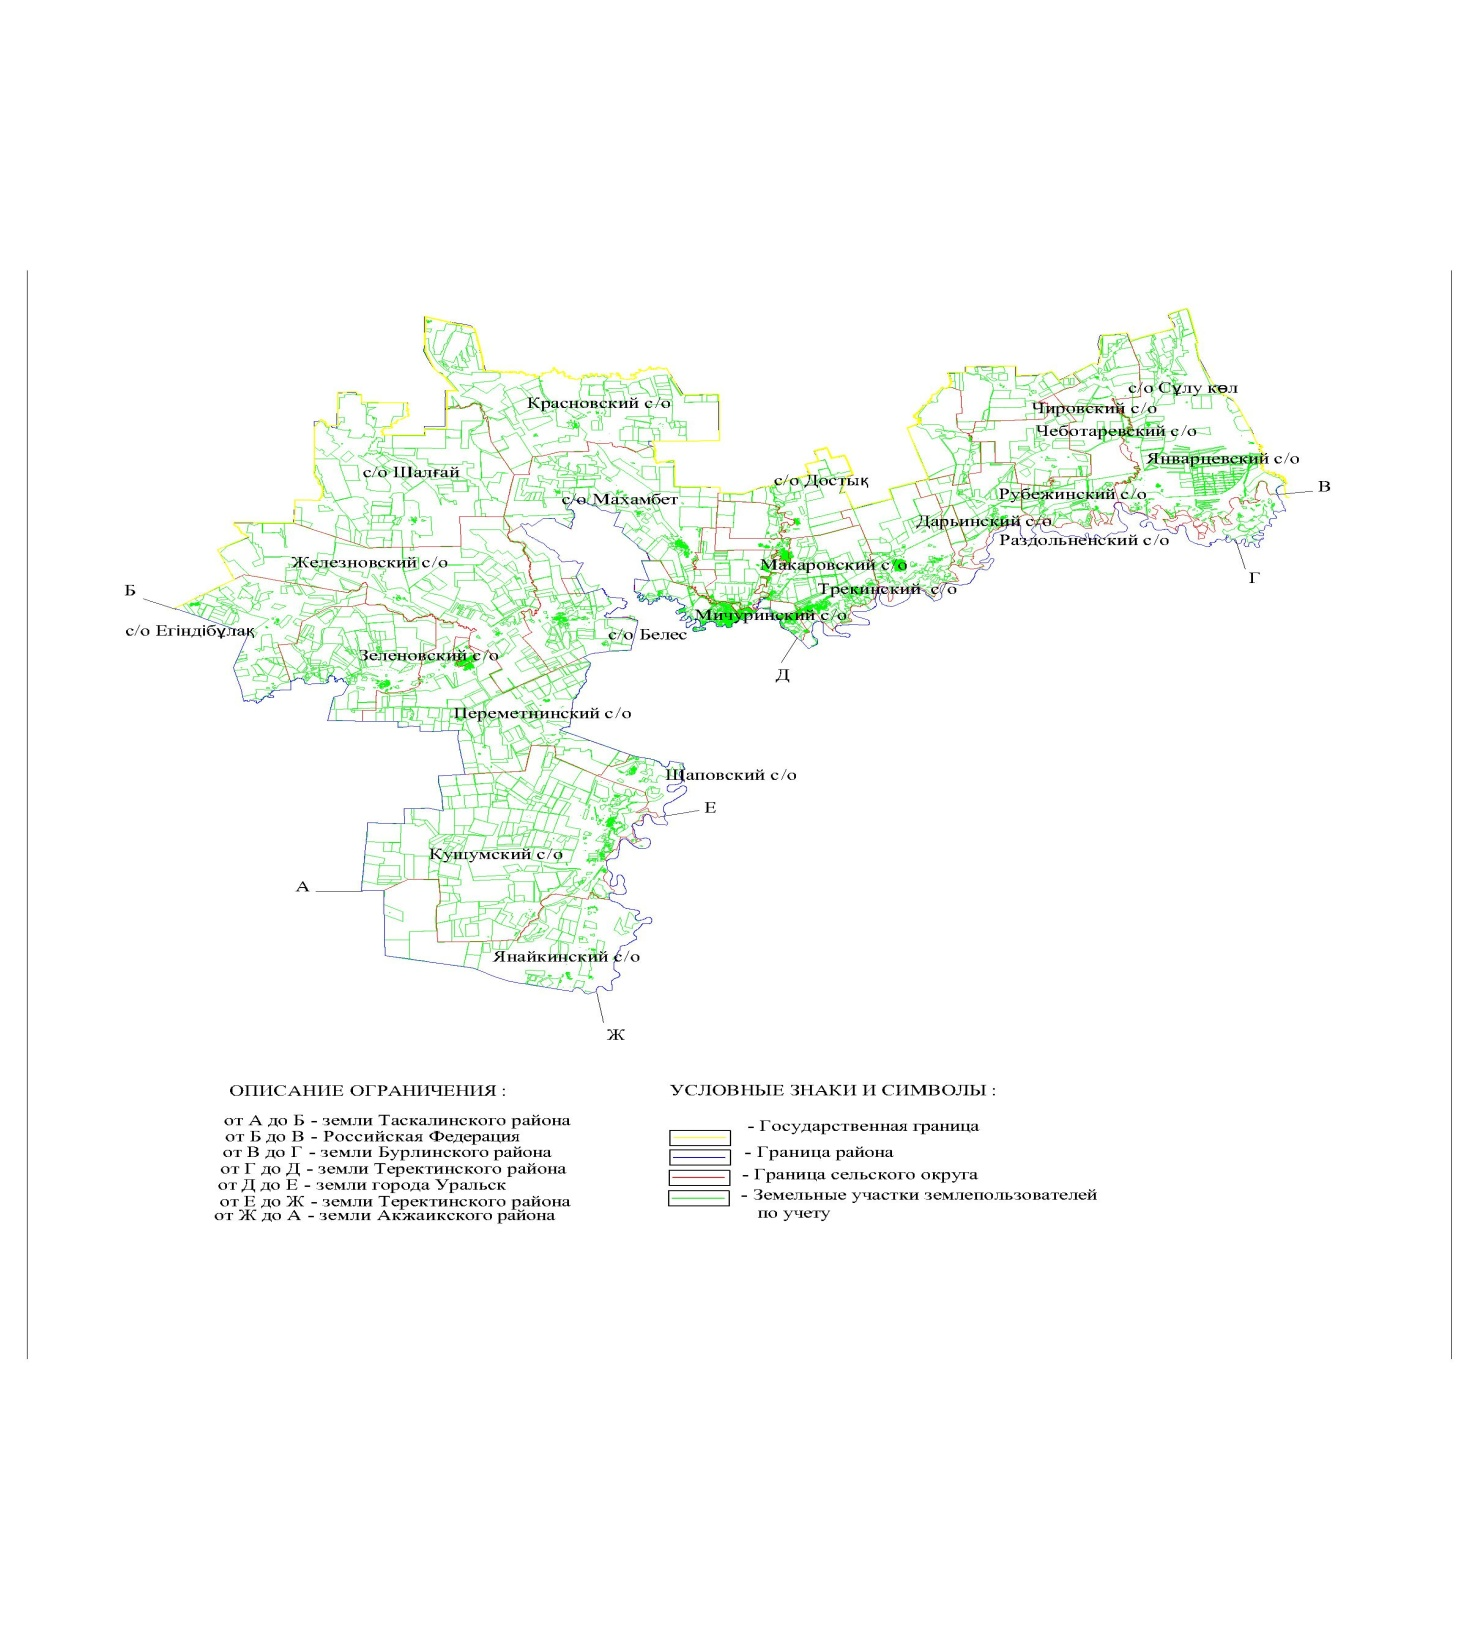 с/о Сұлу көл
Красновский с/о
Чировский с/о
Чеботаревский с/о
Январцевский с/о
с/о Шалғай
с/о Достық
В
Рубежинский с/о
с/о Махамбет
Дарьинский с/о
Раздольненский с/о
Железновский с/о
Макаровский с/о
Г
Б
Трекинский с/о
Мичуринский с/о
с/о Егіндібұлақ
с/о Белес
Зеленовский с/о
Д
Переметнинский с/о
Щаповский с/о
Е
Кушумский с/о
А
Янайкинский с/о
Ж
ОПИСАНИЕ ОГРАНИЧЕНИЯ :
от А до Б - земли Таскалинского района
от Б до В - Российская Федерация
от В до Г - земли Бурлинского района
от Г до Д - земли Теректинского района
от Д до Е - земли города Уральск
от Е до Ж - земли Теректинского района
от Ж до А - земли Акжаикского района
УСЛОВНЫЕ ЗНАКИ И СИМВОЛЫ :
- Государственная граница
- Граница района
- Граница сельского округа
- Земельные участки землепользователей
по учету